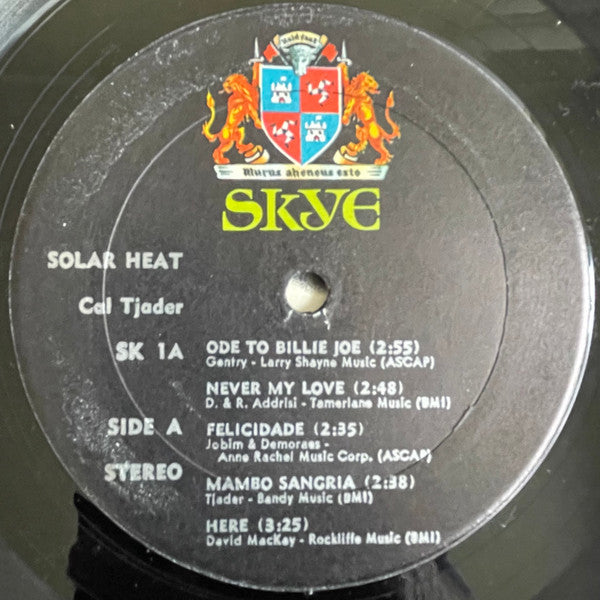 Hold fast
Murus aheneus esto
SKYE
SOLAR HEAT
Cal Tjader
SK 1A
SIDE A
STEREO
ODE TO BILLIE JOE (2:55)
Gentry - Larry Shayne Music (ASCAP)
NEVER MY LOVE (2:48)
D. & R. Addrisi - Tamerlane Music (BMI)
FELICIDADE (2:35)
Jobim & Demoraes -
Anne Rachel Music Corp. (ASCAP)
MAMBO SANGRIA (2:38)
Tjader - Bandy Music (BMI)
HERE (3:25)
David MacKay - Rockliffe Music (BMI)